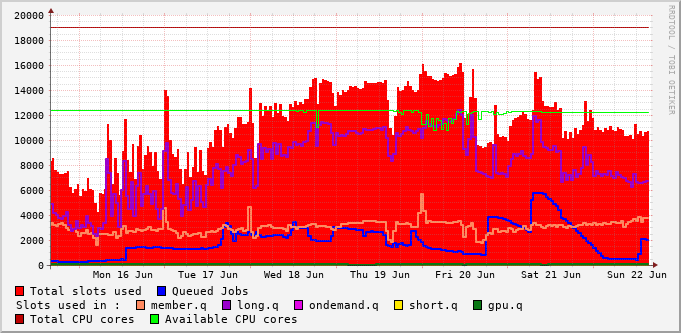 20000
18000
16000
14000
12000
10000
8000
6000
4000
2000
0
Mon 16 Jun Tue 17 Jun Wed 18 Jun Thu 19 Jun Fri 20 Jun Sat 21 Jun Sun 22 Jun
RRDTOOL / TOBI OETIKER
Total slots used Queued Jobs
Slots used in : member.q long.q ondemand.q short.q gpu.q
Total CPU cores Available CPU cores